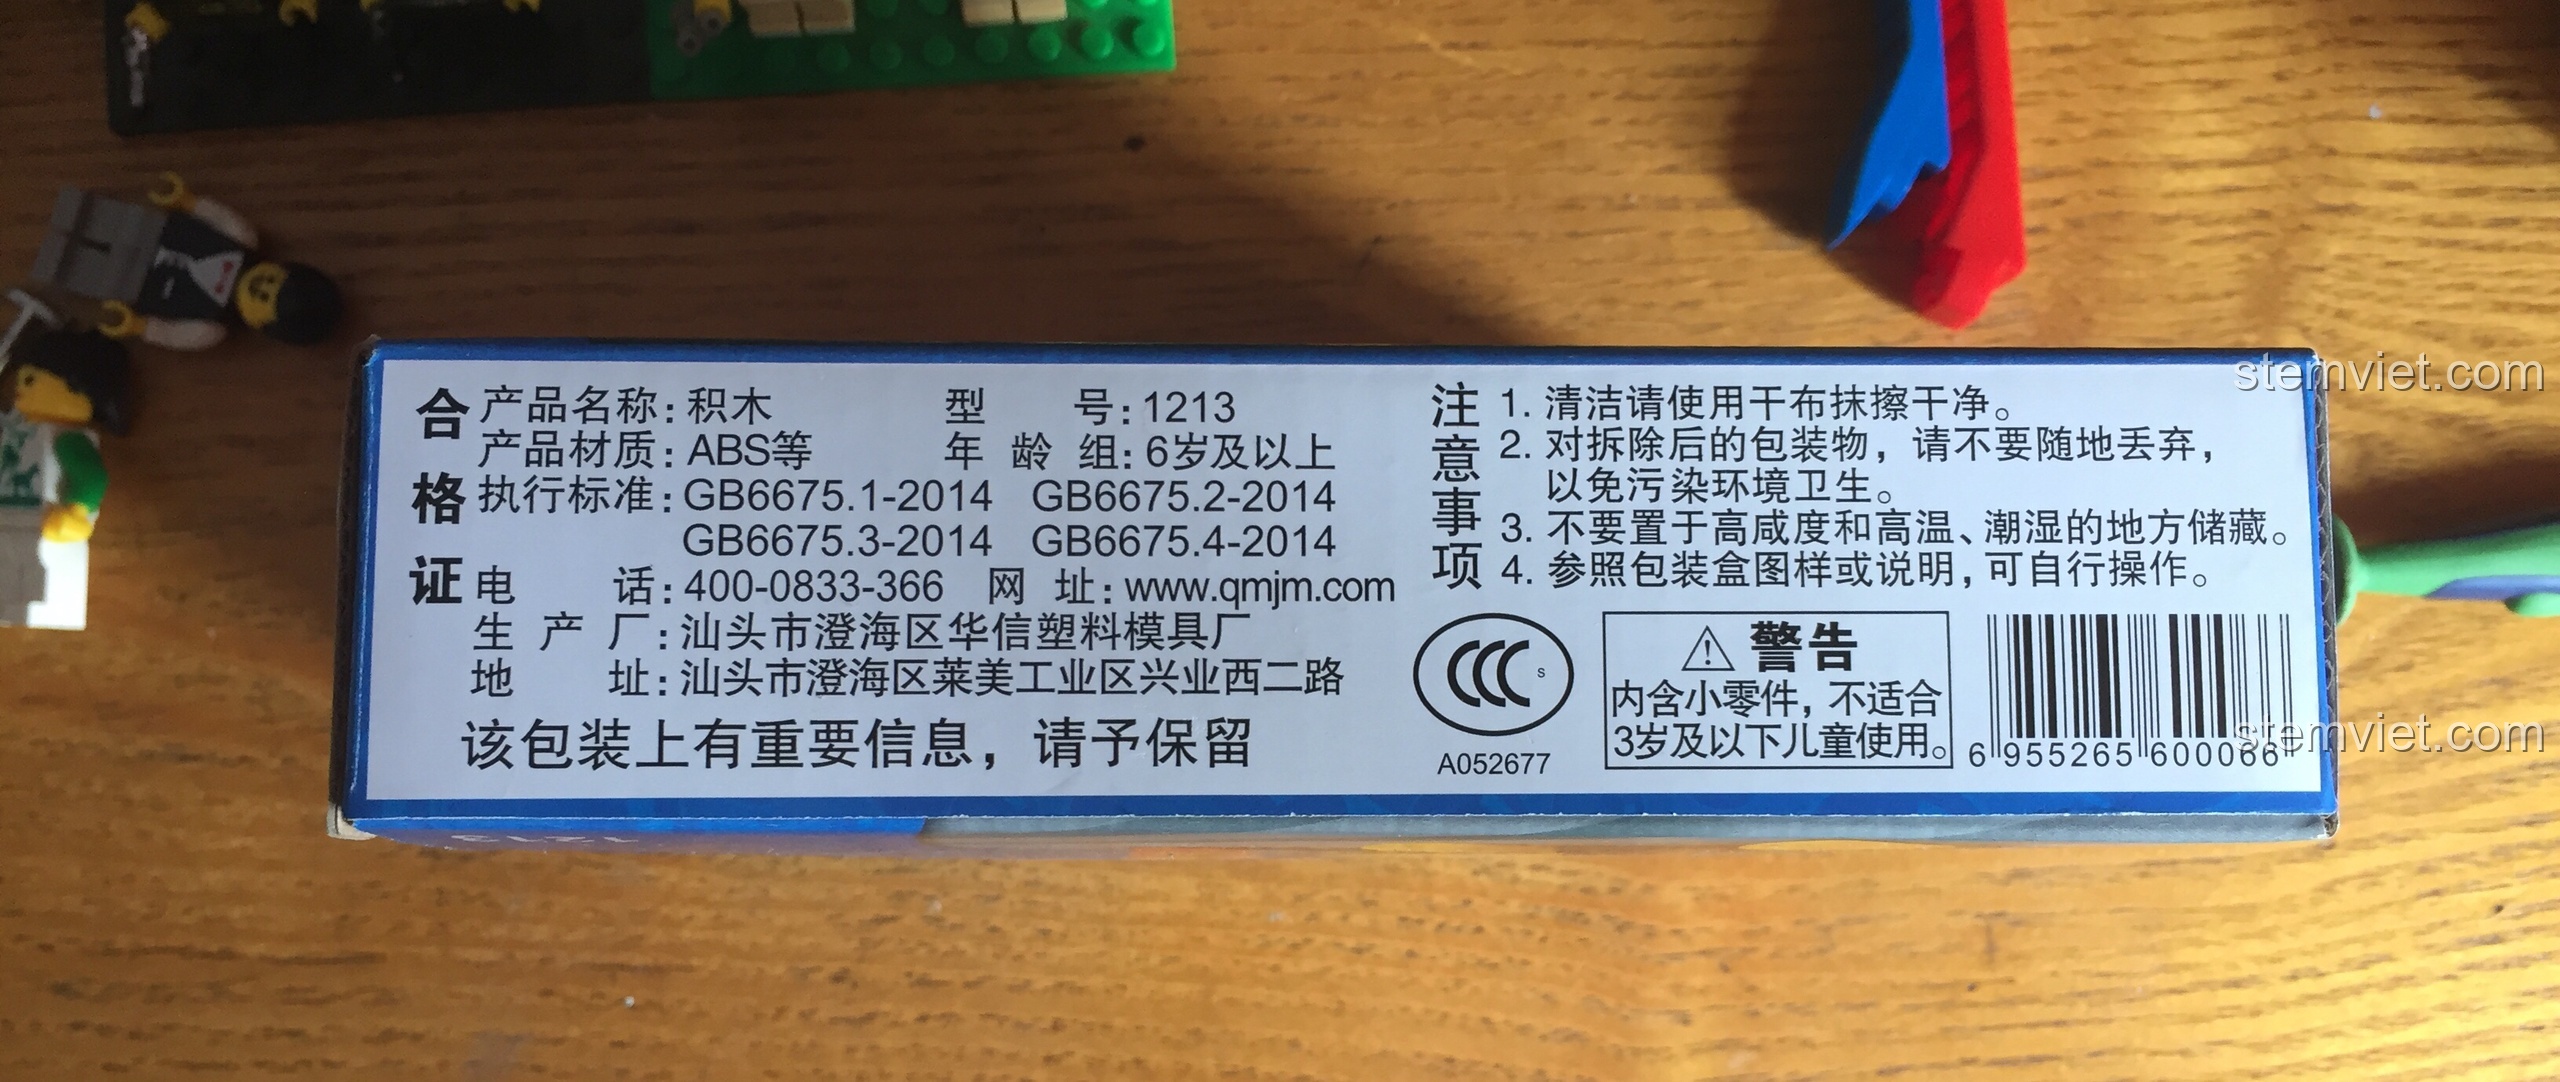 合格证
产品名称:积木 型号:1213
产品材质:ABS等 年龄组:6岁及以上
执行标准:GB6675.1-2014 GB6675.2-2014
GB6675.3-2014 GB6675.4-2014
电话:400-0833-366 网址:www.qmjm.com
生产厂:汕头市澄海区华信塑料模具厂
地址:汕头市澄海区莱美工业区兴业西二路
该包装上有重要信息，请予保留
注意事项
1. 清洁请使用干布抹擦干净。
2. 对拆除后的包装物，请不要随地丢弃，
以免污染环境卫生。
3. 不要置于高咸度和高温、潮湿的地方储藏。
4. 参照包装盒图样或说明，可自行操作。
CCC S
A052677
警告
内含小零件，不适合
3岁及以下儿童使用。
6 955265 600066
1213
stemviet.com
stemviet.com